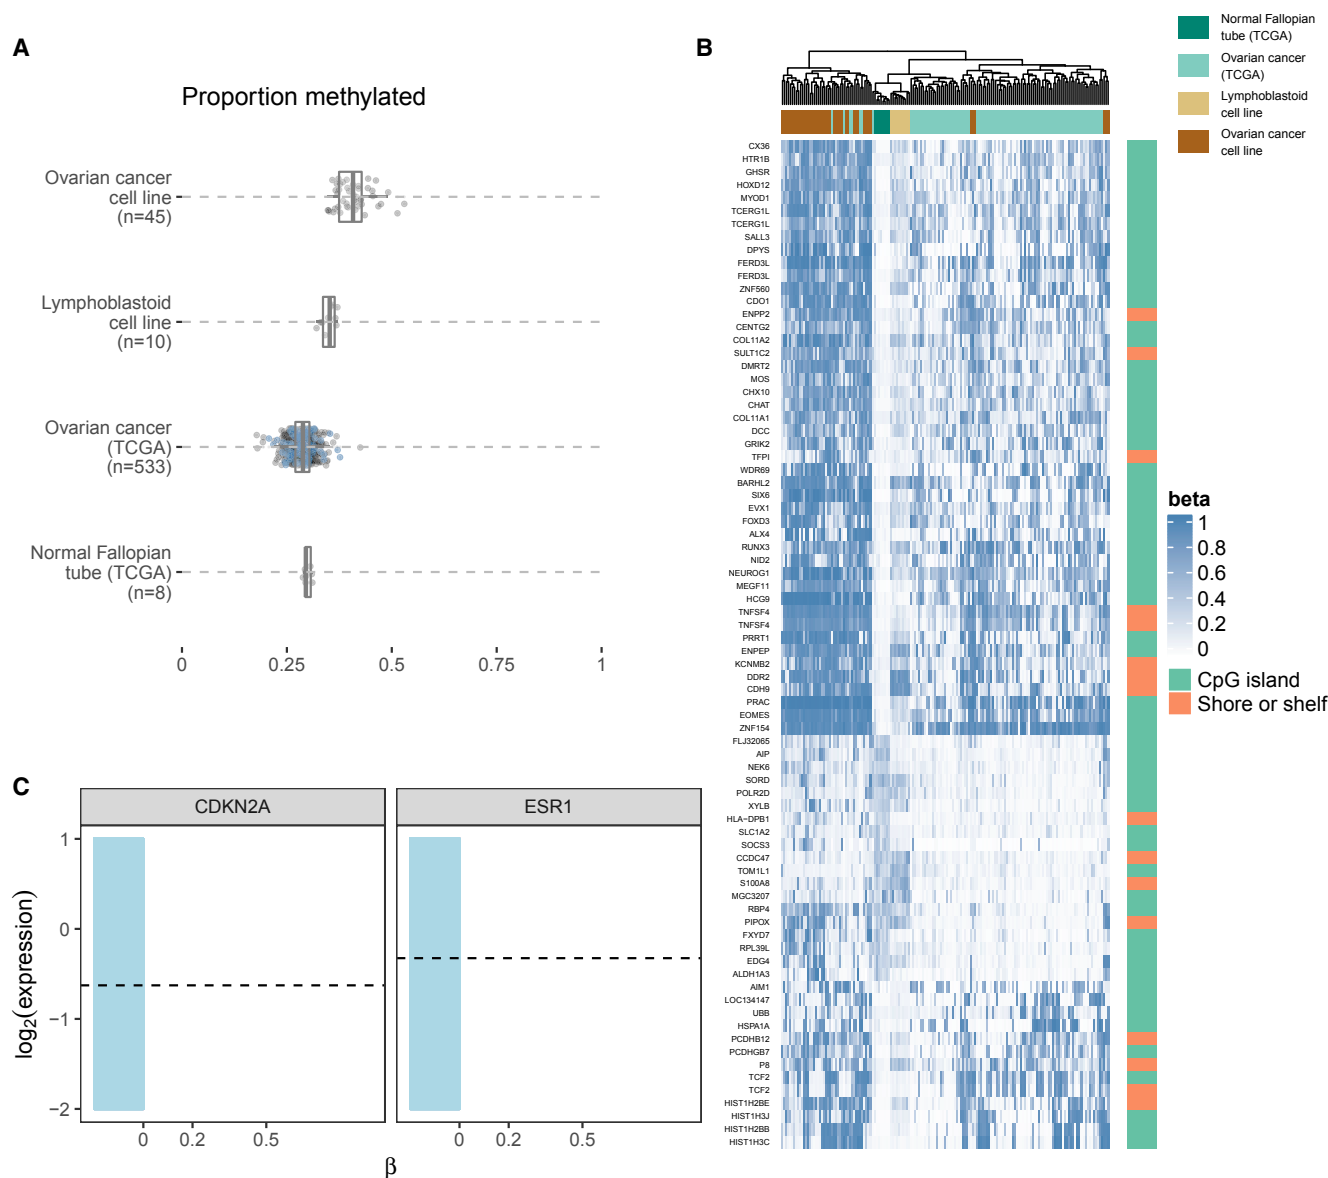 A
Proportion methylated
Ovarian cancer
cell line
(n=45)
Lymphoblastoid
cell line
(n=10)
Ovarian cancer
(TCGA)
(n=533)
Normal Fallopian
tube (TCGA)
(n=8)
0
0.25
0.5
0.75
1
B
Normal Fallopian
tube (TCGA)
Ovarian cancer
(TCGA)
Lymphoblastoid
cell line
Ovarian cancer
cell line
CX36
HTR1B
GHSR
HOXD12
MYOD1
TCERG1L
TCERG1L
SALL3
DPYS
FERD3L
FERD3L
ZNF560
CDO1
ENPP2
CENTG2
COL11A2
SULT1C2
DMRT2
MOS
CHX10
CHAT
COL11A1
DCC
GRIK2
TFPI
WDR69
BARHL2
SIX6
EVX1
FOXD3
ALX4
RUNX3
NID2
NEUROG1
MEGF11
HCG9
TNFSF4
TNFSF4
PRRT1
ENPEP
KCNMB2
DDR2
CDH9
PRAC
EOMES
ZNF154
FLJ32065
AIP
NEK6
SORD
POLR2D
XYLB
HLA−DPB1
SLC1A2
SOCS3
CCDC47
TOM1L1
S100A8
MGC3207
RBP4
PIPOX
FXYD7
RPL39L
EDG4
ALDH1A3
AIM1
LOC134147
UBB
HSPA1A
PCDHB12
PCDHGB7
P8
TCF2
TCF2
HIST1H2BE
HIST1H3J
HIST1H2BB
HIST1H3C
beta
1
0.8
0.6
0.4
0.2
0
CpG island
Shore or shelf
C
CDKN2A
ESR1
log2(expression)
1
0
−1
−2
0
0.2
0.5
0
0.2
0.5
β